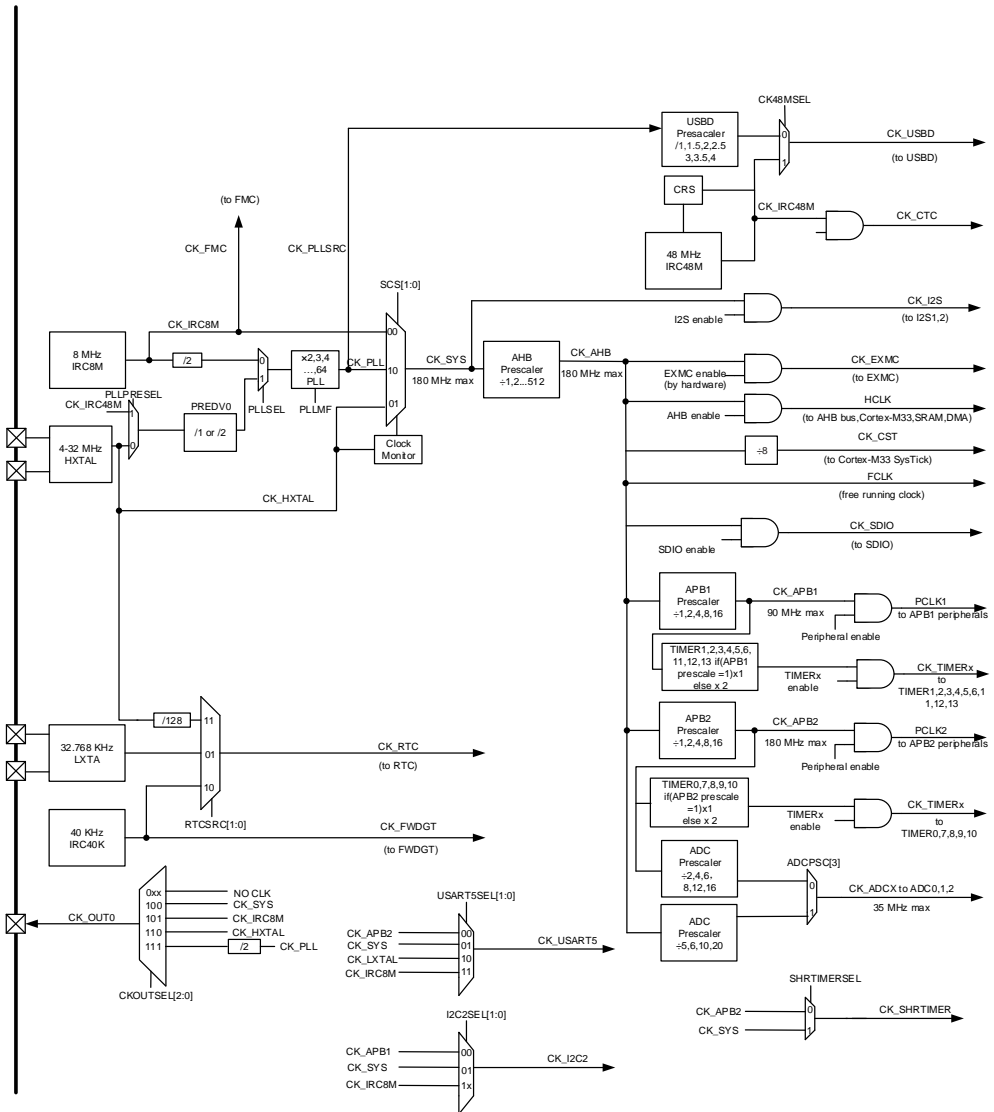 CK48MSEL
USBD
Presacaler
/1,1.5,2,2.5
3,3.5,4
0
1
CK_USBD
(to USBD)
CRS
CK_IRC48M
CK_CTC
48 MHz
IRC48M
(to FMC)
CK_FMC
CK_PLLSRC
SCS[1:0]
CK_I2S
I2S enable
(to I2S1,2)
CK_IRC8M
00
8 MHz
IRC8M
/2
0
1
×2,3,4
…,64
PLL
CK_PLL
10
CK_SYS
180 MHz max
AHB
Prescaler
÷1,2...512
CK_AHB
180 MHz max
EXMC enable
(by hardware)
CK_EXMC
(to EXMC)
PLLPRESEL
CK_IRC48M
1
0
PREDV0
/1 or /2
PLLSEL
PLLMF
01
HCLK
AHB enable
(to AHB bus,Cortex-M33,SRAM,DMA)
4-32 MHz
HXTAL
Clock
Monitor
÷8
CK_CST
(to Cortex-M33 SysTick)
FCLK
(free running clock)
CK_HXTAL
CK_SDIO
SDIO enable
(to SDIO)
APB1
Prescaler
÷1,2,4,8,16
CK_APB1
90 MHz max
Peripheral enable
PCLK1
to APB1 peripherals
TIMER1,2,3,4,5,6,
11,12,13 if(APB1
prescale =1)x1
else x 2
TIMERx
enable
CK_TIMERx
to
TIMER1,2,3,4,5,6,1
1,12,13
/128
11
01
10
32.768 KHz
LXTA
CK_RTC
(to RTC)
APB2
Prescaler
÷1,2,4,8,16
CK_APB2
180 MHz max
Peripheral enable
PCLK2
to APB2 peripherals
RTCSRC[1:0]
40 KHz
IRC40K
CK_FWDGT
(to FWDGT)
TIMER0,7,8,9,10
if(APB2 prescale
=1)x1
else x 2
TIMERx
enable
CK_TIMERx
to
TIMER0,7,8,9,10
ADC
Prescaler
÷2,4,6,
8,12,16
ADCPSC[3]
0
1
CK_ADCX to ADC0,1,2
35 MHz max
ADC
Prescaler
÷5,6,10,20
CK_OUT0
0xx NO CLK
100 CK_SYS
101 CK_IRC8M
110 CK_HXTAL
111 /2 CK_PLL
CKOUTSEL[2:0]
USART5SEL[1:0]
CK_APB2 00
CK_SYS 01
CK_LXTAL 10
CK_IRC8M 11
CK_USART5
SHRTIMERSEL
CK_APB2 0
CK_SYS 1
CK_SHRTIMER
I2C2SEL[1:0]
CK_APB1 00
CK_SYS 01
CK_IRC8M 1x
CK_I2C2